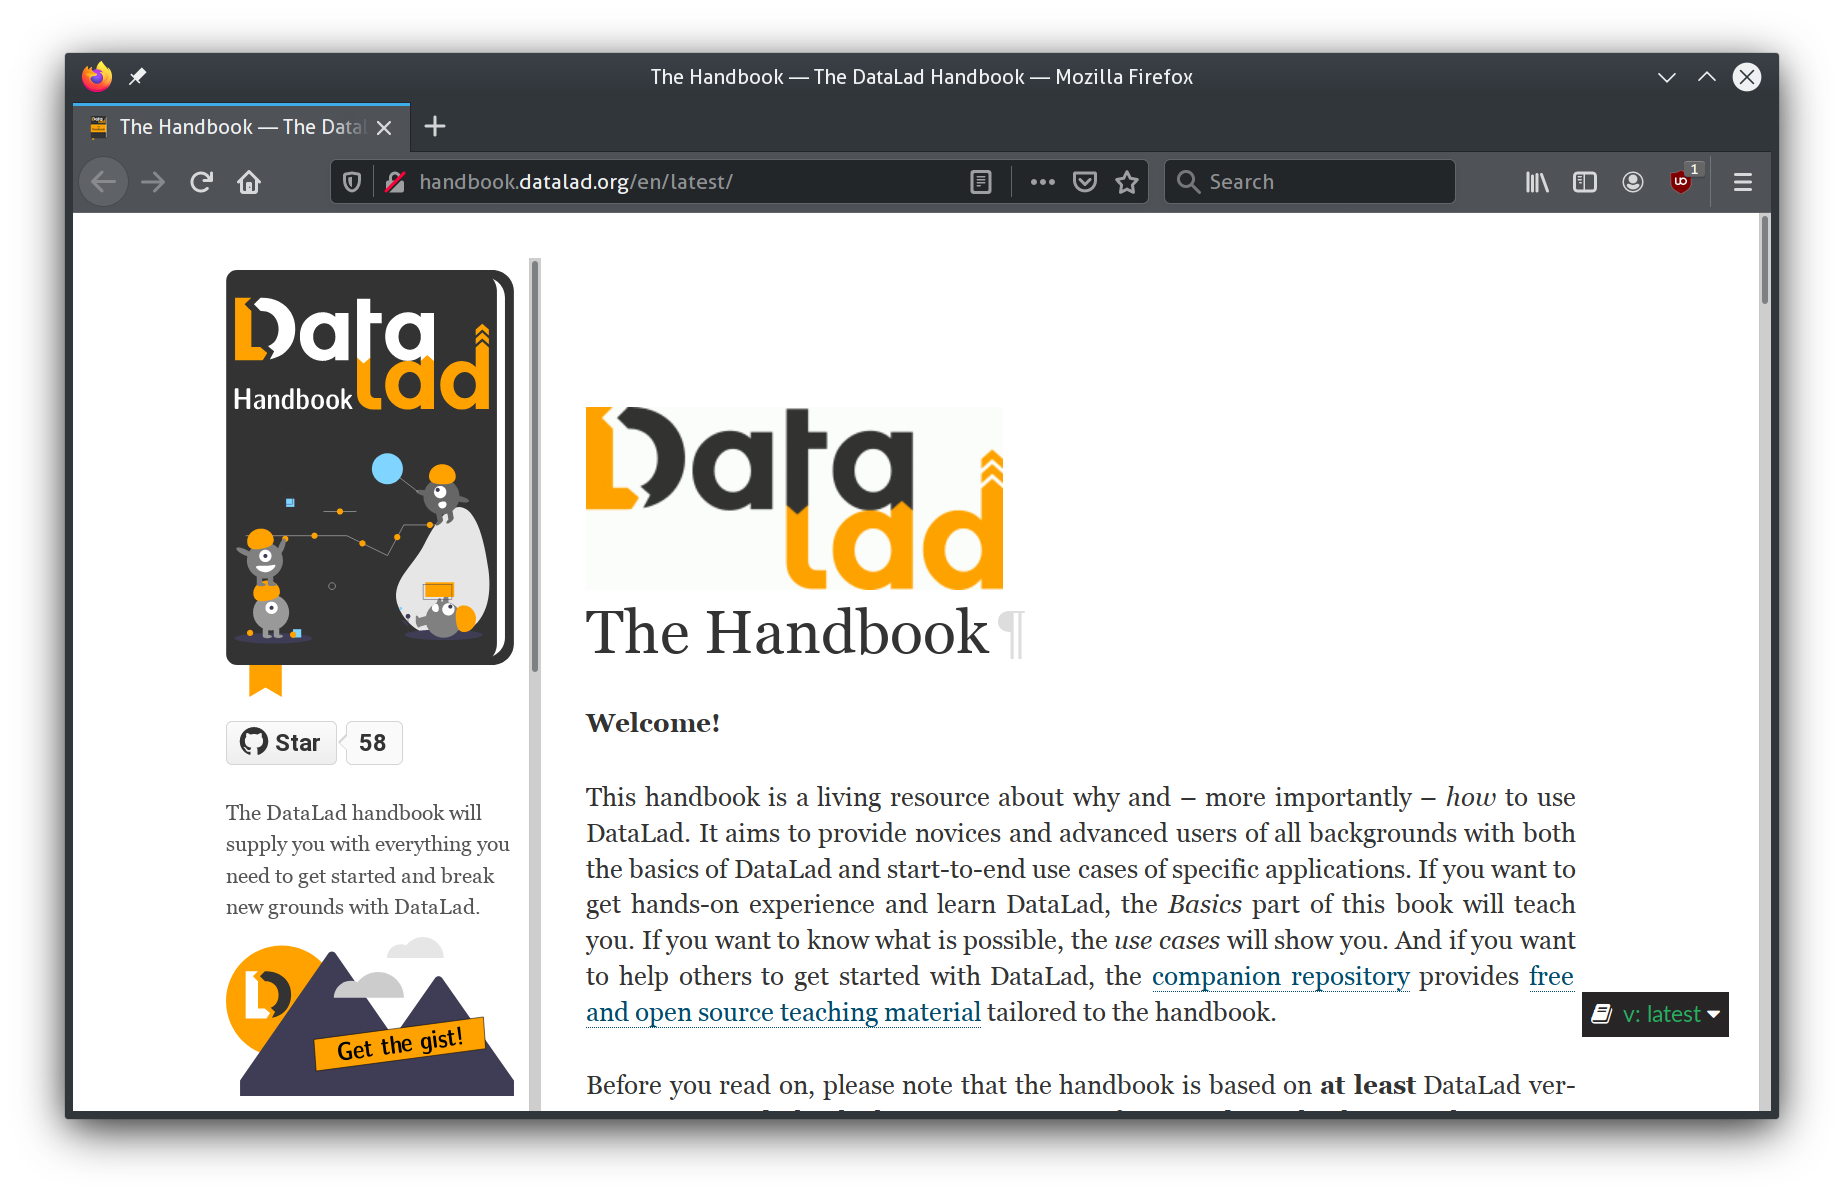 The Handbook — The DataLad Handbook — Mozilla Firefox
The Handbook — The Data
handbook.datalad.org/en/latest/
Search
1
Data
lad
Handbook
Star
58
The DataLad handbook will
supply you with everything you
need to get started and break
new grounds with DataLad.
D
Get the gist!
Data
lad
The Handbook¶
Welcome!
This handbook is a living resource about why and – more importantly – how to use
DataLad. It aims to provide novices and advanced users of all backgrounds with both
the basics of DataLad and start-to-end use cases of specific applications. If you want to
get hands-on experience and learn DataLad, the Basics part of this book will teach
you. If you want to know what is possible, the use cases will show you. And if you want
to help others to get started with DataLad, the companion repository provides free
and open source teaching material tailored to the handbook.
Before you read on, please note that the handbook is based on at least DataLad ver-
v: latest